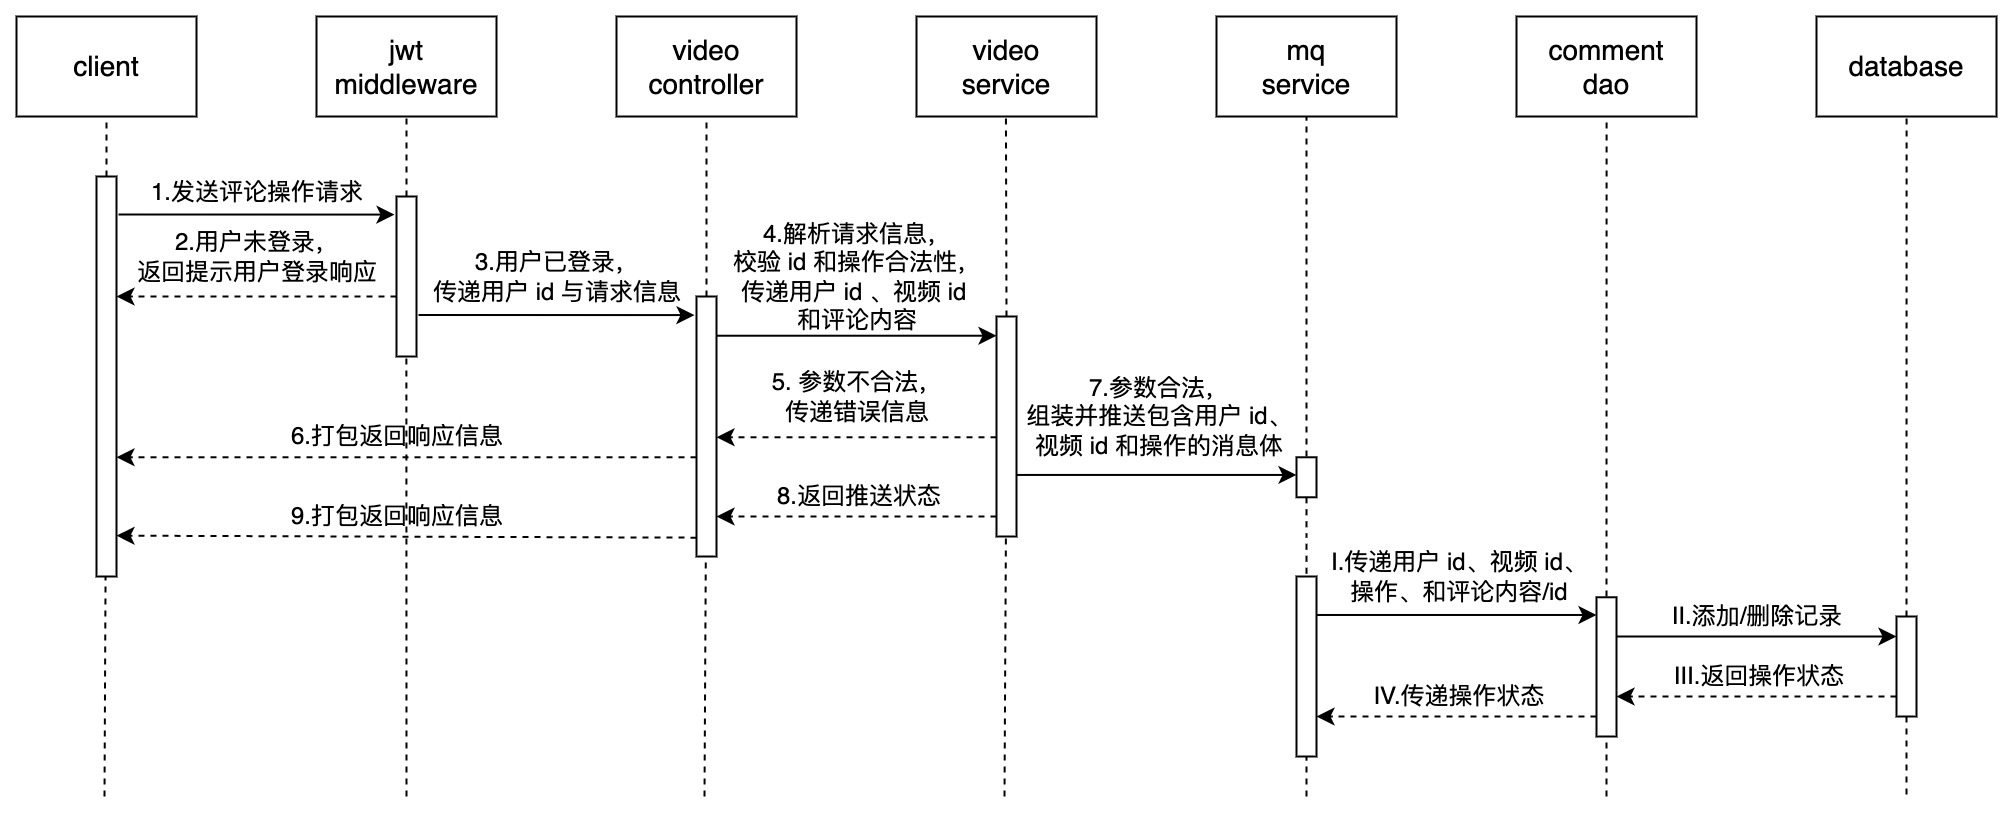 client
jwt
middleware
video
controller
video
service
mq
service
comment
dao
database
1.发送评论操作请求
2.用户未登录，
返回提示用户登录响应
3.用户已登录，
传递用户 id 与请求信息
4.解析请求信息，
校验 id 和操作合法性，
传递用户 id 、视频 id
和评论内容
5. 参数不合法，
传递错误信息
6.打包返回响应信息
7.参数合法，
组装并推送包含用户 id、
视频 id 和操作的消息体
8.返回推送状态
9.打包返回响应信息
I.传递用户 id、视频 id、
操作、和评论内容/id
II.添加/删除记录
III.返回操作状态
IV.传递操作状态